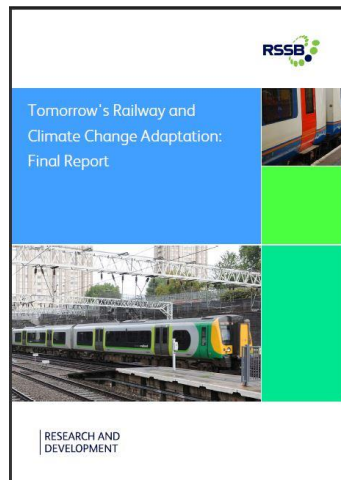 RSSB
Tomorrow's Railway and
Climate Change Adaptation:
Final Report
RESEARCH AND
DEVELOPMENT